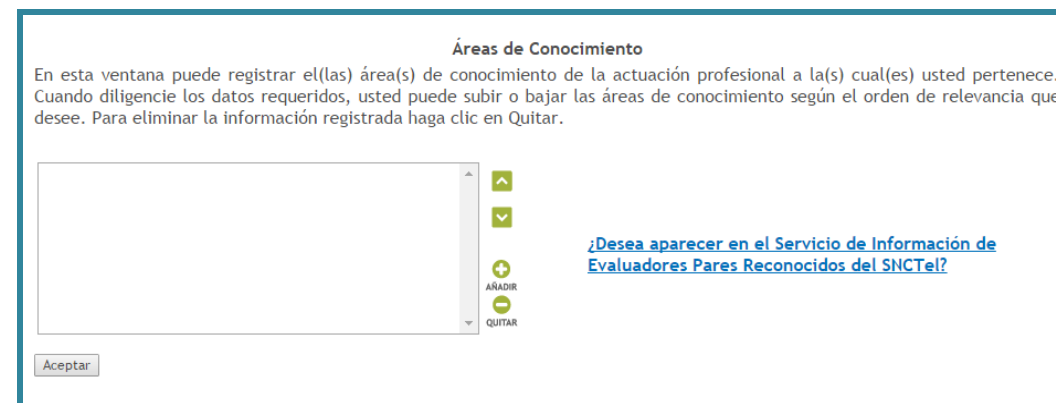 Áreas de Conocimiento
En esta ventana puede registrar el(las) área(s) de conocimiento de la actuación profesional a la(s) cual(es) usted pertenece.
Cuando diligencie los datos requeridos, usted puede subir o bajar las áreas de conocimiento según el orden de relevancia que
desee. Para eliminar la información registrada haga clic en Quitar.
¿Desea aparecer en el Servicio de Información de
Evaluadores Pares Reconocidos del SNCTel?
AÑADIR
QUITAR
Aceptar